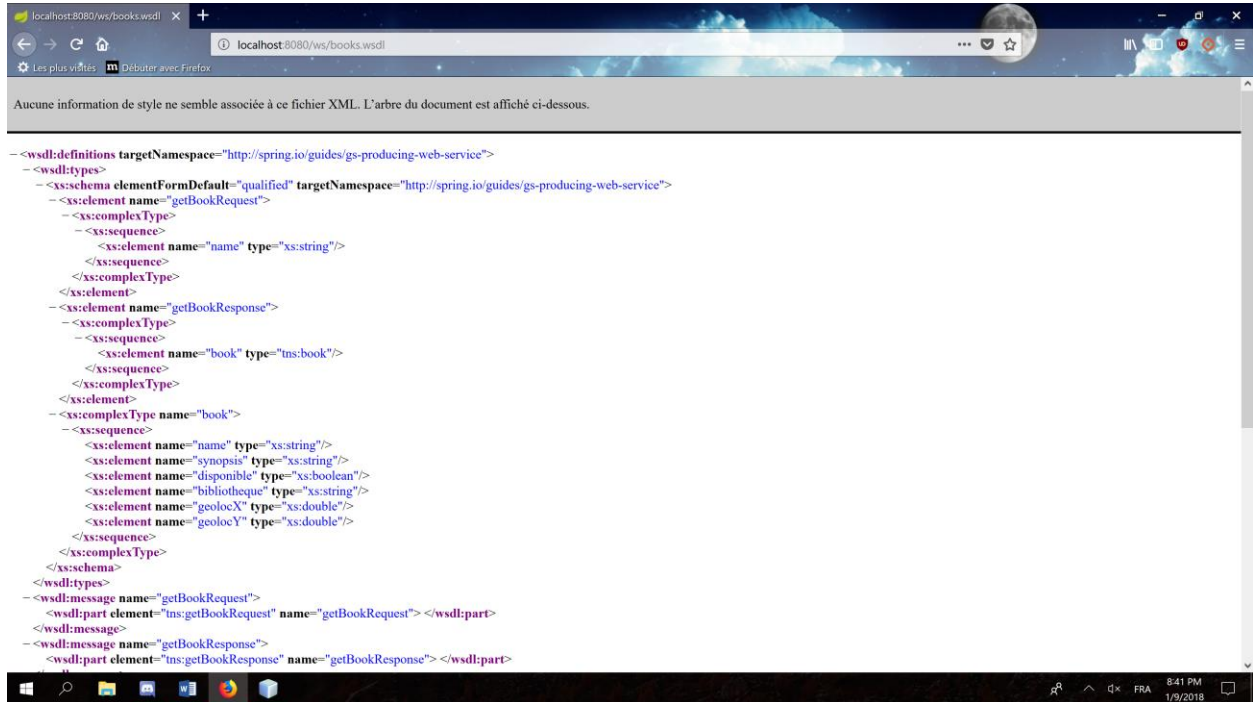 localhost:8080/ws/books.wsdl
localhost:8080/ws/books.wsdl
Les plus visités Débuter avec Firefox
Aucune information de style ne semble associée à ce fichier XML. L'arbre du document est affiché ci-dessous.
−<wsdl:definitions targetNamespace="http://spring.io/guides/gs-producing-web-service">
−<wsdl:types>
−<xs:schema elementFormDefault="qualified" targetNamespace="http://spring.io/guides/gs-producing-web-service">
−<xs:element name="getBookRequest">
−<xs:complexType>
−<xs:sequence>
<xs:element name="name" type="xs:string"/>
</xs:sequence>
</xs:complexType>
</xs:element>
−<xs:element name="getBookResponse">
−<xs:complexType>
−<xs:sequence>
<xs:element name="book" type="tns:book"/>
</xs:sequence>
</xs:complexType>
</xs:element>
−<xs:complexType name="book">
−<xs:sequence>
<xs:element name="name" type="xs:string"/>
<xs:element name="synopsis" type="xs:string"/>
<xs:element name="disponible" type="xs:boolean"/>
<xs:element name="bibliotheque" type="xs:string"/>
<xs:element name="geolocX" type="xs:double"/>
<xs:element name="geolocY" type="xs:double"/>
</xs:sequence>
</xs:complexType>
</xs:schema>
</wsdl:types>
−<wsdl:message name="getBookRequest">
<wsdl:part element="tns:getBookRequest" name="getBookRequest"> </wsdl:part>
</wsdl:message>
−<wsdl:message name="getBookResponse">
<wsdl:part element="tns:getBookResponse" name="getBookResponse"> </wsdl:part>
FRA
8:41 PM
1/9/2018